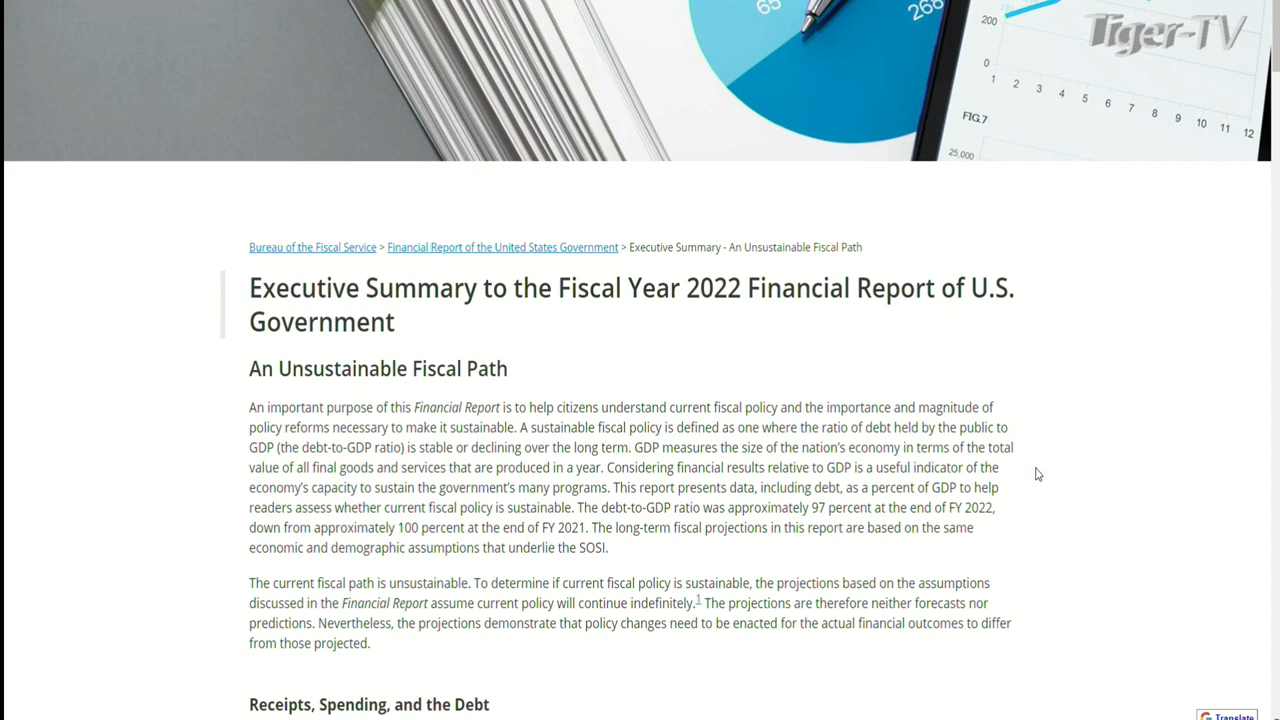 65
268
200
0
1 2 3 4 5 6 7 8 9 10 11 12
FIG.7
25,000
Tiger-TV
Bureau of the Fiscal Service > Financial Report of the United States Government > Executive Summary - An Unsustainable Fiscal Path
Executive Summary to the Fiscal Year 2022 Financial Report of U.S.
Government
An Unsustainable Fiscal Path
An important purpose of this Financial Report is to help citizens understand current fiscal policy and the importance and magnitude of
policy reforms necessary to make it sustainable. A sustainable fiscal policy is defined as one where the ratio of debt held by the public to
GDP (the debt-to-GDP ratio) is stable or declining over the long term. GDP measures the size of the nation's economy in terms of the total
value of all final goods and services that are produced in a year. Considering financial results relative to GDP is a useful indicator of the
economy's capacity to sustain the government's many programs. This report presents data, including debt, as a percent of GDP to help
readers assess whether current fiscal policy is sustainable. The debt-to-GDP ratio was approximately 97 percent at the end of FY 2022,
down from approximately 100 percent at the end of FY 2021. The long-term fiscal projections in this report are based on the same
economic and demographic assumptions that underlie the SOSI.
The current fiscal path is unsustainable. To determine if current fiscal policy is sustainable, the projections based on the assumptions
discussed in the Financial Report assume current policy will continue indefinitely.1 The projections are therefore neither forecasts nor
predictions. Nevertheless, the projections demonstrate that policy changes need to be enacted for the actual financial outcomes to differ
from those projected.
Receipts, Spending, and the Debt
Translate